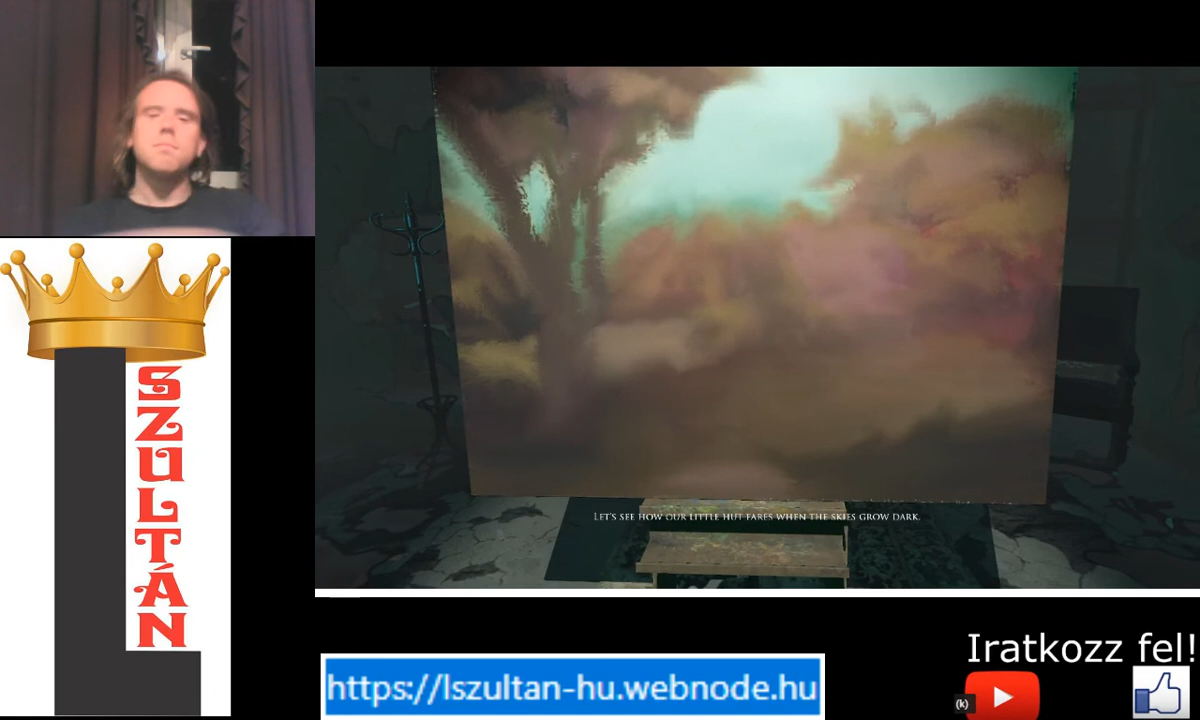 SZULTÁN
LET'S SEE HOW OUR LITTLE HUT FARES WHEN THE SKIES GROW DARK.
https://lszultan-hu.webnode.hu
Iratkozz fel!
(k)